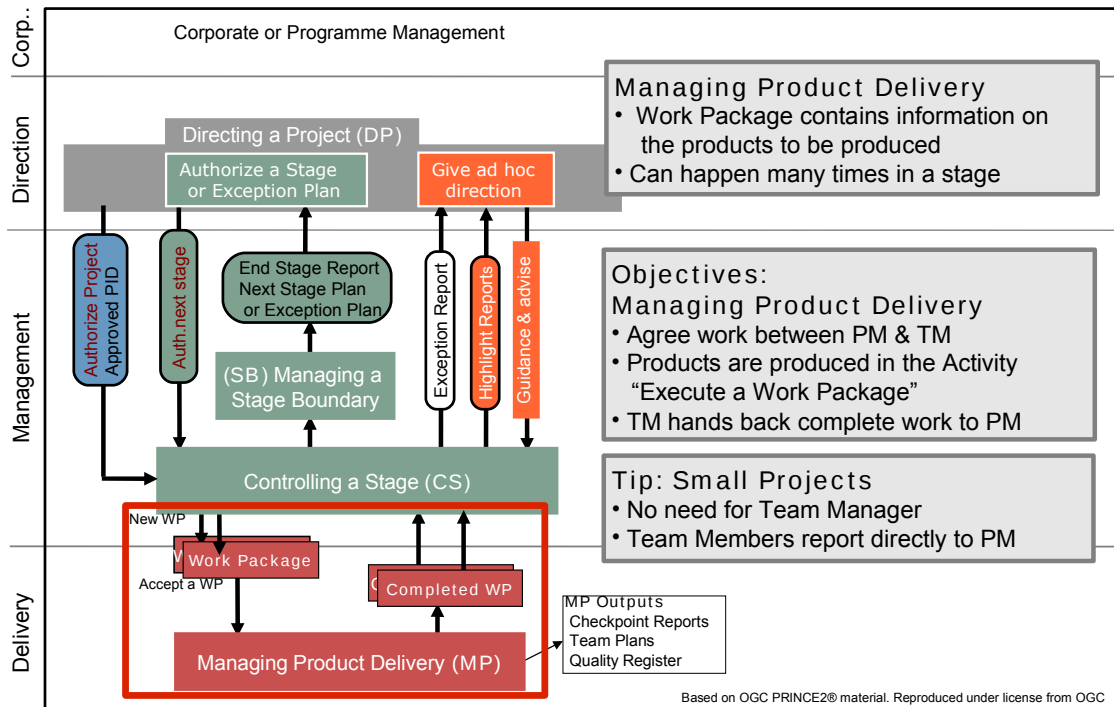 Corp..
Corporate or Programme Management
Direction
Directing a Project (DP)
Authorize a Stage
or Exception Plan
Give ad hoc
direction
Managing Product Delivery
• Work Package contains information on
the products to be produced
• Can happen many times in a stage
Management
Authorize Project
Approved PID
Auth.next stage
End Stage Report
Next Stage Plan
or Exception Plan
(SB) Managing a
Stage Boundary
Exception Report
Highlight Reports
Guidance & advise
Controlling a Stage (CS)
Objectives:
Managing Product Delivery
• Agree work between PM & TM
• Products are produced in the Activity
“Execute a Work Package”
• TM hands back complete work to PM
Tip: Small Projects
• No need for Team Manager
• Team Members report directly to PM
Delivery
New WP
W
Work Package
Accept a WP
Completed WP
Managing Product Delivery (MP)
MP Outputs
Checkpoint Reports
Team Plans
Quality Register
Based on OGC PRINCE2® material. Reproduced under license from OGC